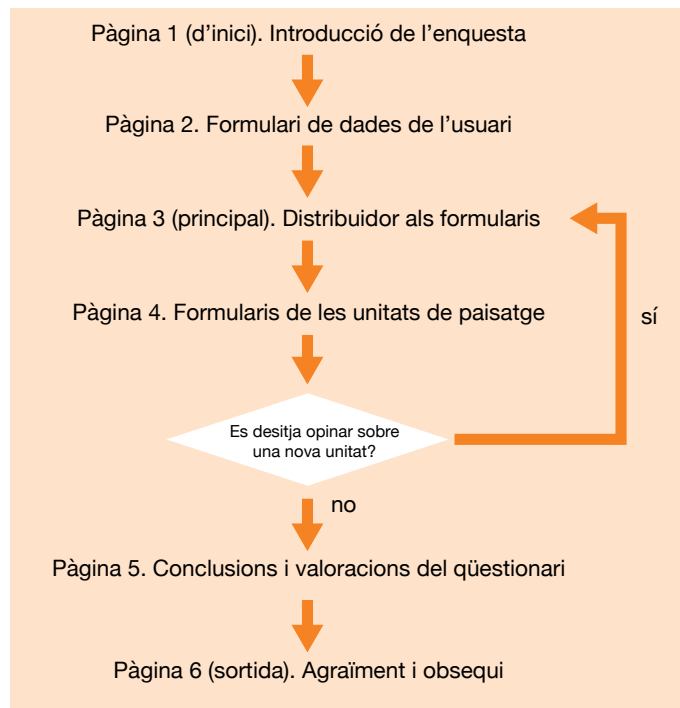 Pàgina 1 (d’inici). Introducció de l’enquesta
Pàgina 2. Formulari de dades de l’usuari
Pàgina 3 (principal). Distribuidor als formularis
Pàgina 4. Formularis de les unitats de paisatge
sí
Es desitja opinar sobre
una nova unitat?
no
Pàgina 5. Conclusions i valoracions del qüestionari
Pàgina 6 (sortida). Agraïment i obsequi